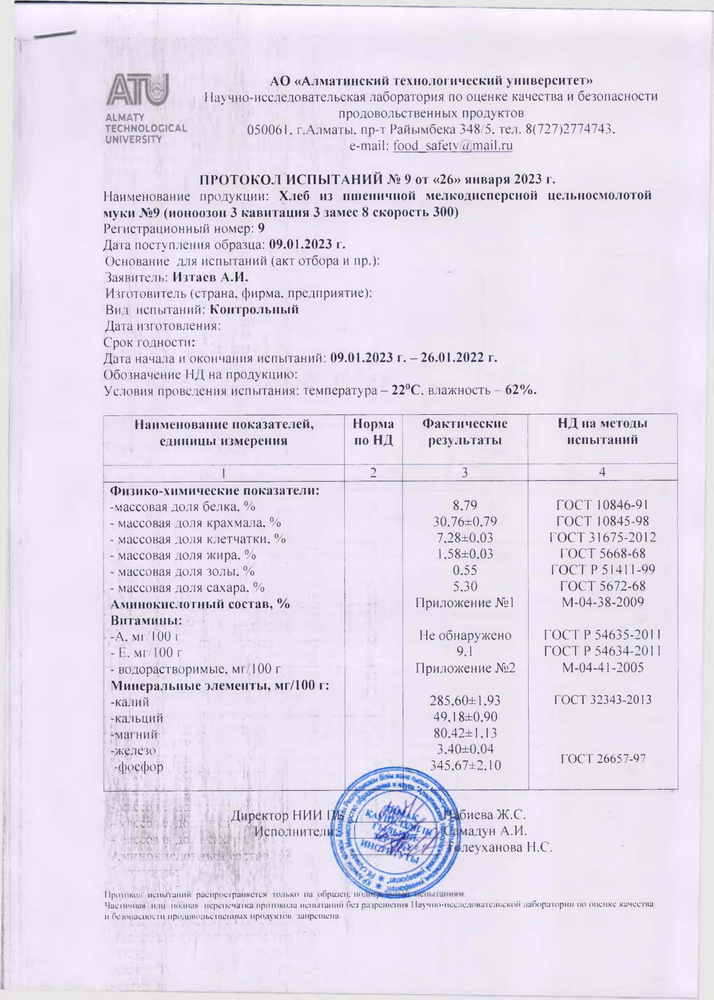 ATU
ALMATY
TECHNOLOGICAL
UNIVERSITY
АО «Алматинский технологический университет»
Научно-исследовательская лаборатория по оценке качества и безопасности
продовольственных продуктов
050061, г.Алматы, пр-т Райымбека 348/5, тел. 8(727)2774743,
e-mail: food_safety@mail.ru
ПРОТОКОЛ ИСПЫТАНИЙ № 9 от «26» января 2023 г.
Наименование продукции: Хлеб из пшеничной мелкодисперсной цельносмолотой
муки №9 (ионоозон 3 кавитация 3 замес 8 скорость 300)
Регистрационный номер: 9
Дата поступления образца: 09.01.2023 г.
Основание для испытаний (акт отбора и пр.):
Заявитель: Изтаев А.И.
Изготовитель (страна, фирма, предприятие):
Вид испытаний: Контрольный
Дата изготовления:
Срок годности:
Дата начала и окончания испытаний: 09.01.2023 г. – 26.01.2022 г.
Обозначение НД на продукцию:
Условия проведения испытания: температура – 22⁰С, влажность – 62%.
Наименование показателей, Норма Фактические НД на методы
единицы измерения по НД результаты испытаний
1 2 3 4
Физико-химические показатели:
-массовая доля белка, % 8,79 ГОСТ 10846-91
- массовая доля крахмала, % 30,76±0,79 ГОСТ 10845-98
- массовая доля клетчатки, % 7,28±0,03 ГОСТ 31675-2012
- массовая доля жира, % 1,58±0,03 ГОСТ 5668-68
- массовая доля золы, % 0,55 ГОСТ Р 51411-99
- массовая доля сахара, % 5,30 ГОСТ 5672-68
Аминокислотный состав, % Приложение №1 М-04-38-2009
Витамины:
-А, мг/100 г Не обнаружено ГОСТ Р 54635-2011
- Е, мг/100 г 9,1 ГОСТ Р 54634-2011
- водорастворимые, мг/100 г Приложение №2 М-04-41-2005
Минеральные элементы, мг/100 г:
-калий 285,60±1,93 ГОСТ 32343-2013
-кальций 49,18±0,90
-магний 80,42±1,13
-железо 3,40±0,04
-фосфор 345,67±2,10 ГОСТ 26657-97
Директор НИИ Набиева Ж.С.
Исполнители: Самадун А.И.
Төлеуханова Н.С.
Протокол испытаний распространяется только на образец, испытаниям.
Частичная или полная перепечатка протокола испытаний без разрешения Научно-исследовательской лаборатории по оценке качества
и безопасности продовольственных продуктов запрещена.